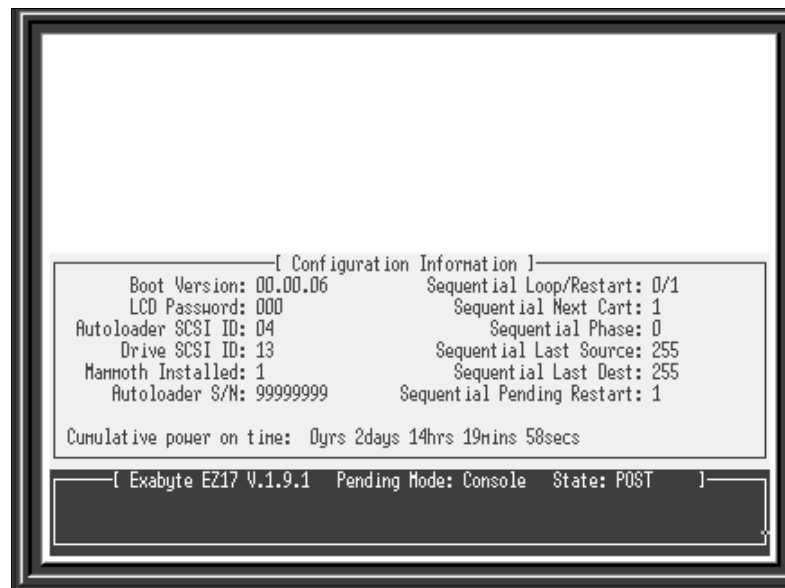 [ Configuration Information ]
Boot Version: 00.00.06 Sequential Loop/Restart: 0/1
LCD Password: 000 Sequential Next Cart: 1
Autoloader SCSI ID: 04 Sequential Phase: 0
Drive SCSI ID: 13 Sequential Last Source: 255
Mammoth Installed: 1 Sequential Last Dest: 255
Autoloader S/N: 99999999 Sequential Pending Restart: 1
Cumulative power on time: 0yrs 2days 14hrs 19mins 58secs
[ Exabyte EZ17 V.1.9.1 Pending Mode: Console State: POST ]